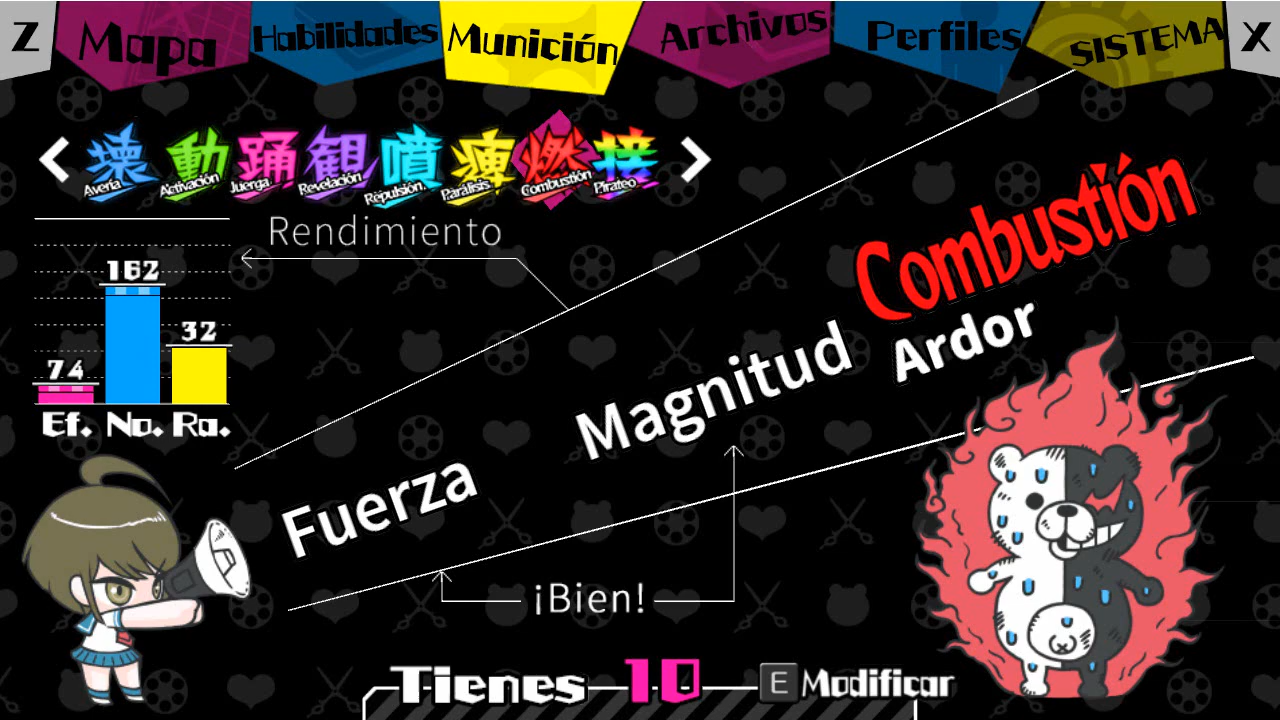 Z
Mapa
Habilidades
Munición
Archivos
Perfiles
SISTEMA
X
壊
Avería
動
Activación
踊
Juerga
観
Revelación
噴
Repulsión
痺
Parálisis
燃
Combustión
接
Pirateo
Rendimiento
162
32
74
Ef. No. Ra.
Combustión
Ardor
Magnitud
Fuerza
¡Bien!
Tienes 10
E Modificar